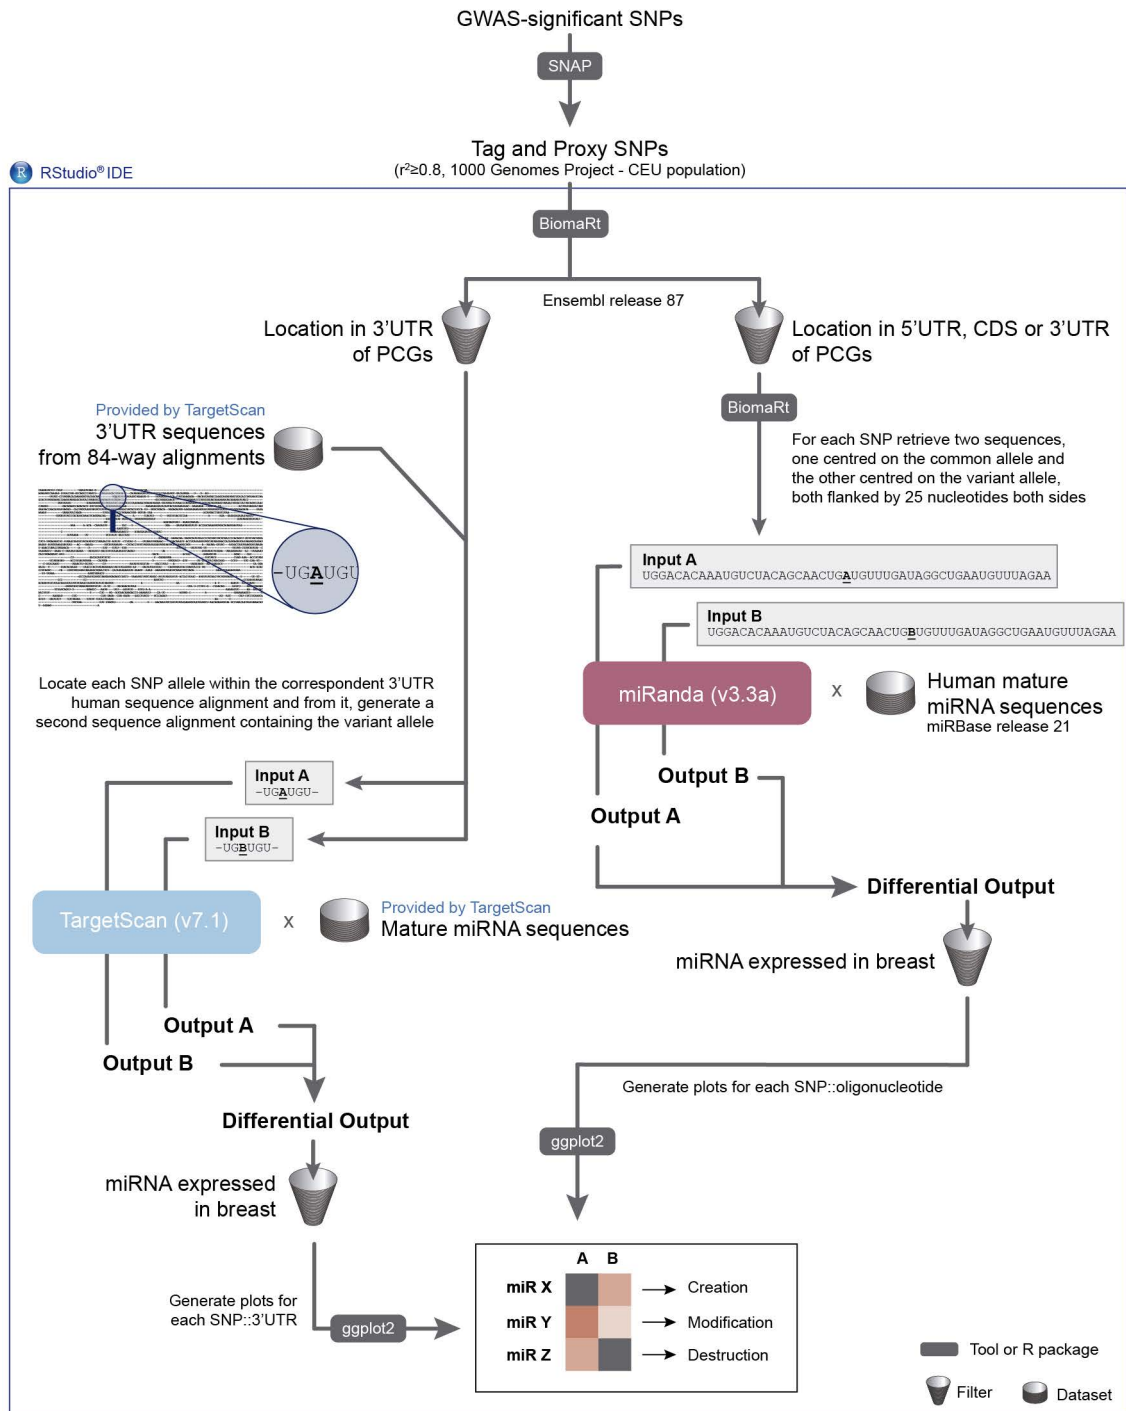 GWAS-significant SNPs
SNAP
Tag and Proxy SNPs
(r²≥0.8, 1000 Genomes Project - CEU population)
R RStudio® IDE
BiomaRt
Ensembl release 87
Location in 3'UTR
of PCGs
Location in 5'UTR, CDS or 3'UTR
of PCGs
BiomaRt
Provided by TargetScan
3'UTR sequences
from 84-way alignments
For each SNP retrieve two sequences,
one centred on the common allele and
the other centred on the variant allele,
both flanked by 25 nucleotides both sides
-UGAUGU
Input A
UGGACACAAAUGUCUACAGCAACUGAUGUUUGAUAGGCUGAAUGUUUAGAA
Input B
UGGACACAAAUGUCUACAGCAACUGBUGUUUGAUAGGCUGAAUGUUUAGAA
miRanda (v3.3a)
x
Human mature
miRNA sequences
miRBase release 21
Locate each SNP allele within the correspondent 3'UTR
human sequence alignment and from it, generate a
second sequence alignment containing the variant allele
Output B
Output A
Input A
-UGAUGU-
Input B
-UGBUGU-
Differential Output
TargetScan (v7.1)
x
Provided by TargetScan
Mature miRNA sequences
miRNA expressed in breast
Output A
Output B
Generate plots for each SNP::oligonucleotide
Differential Output
ggplot2
miRNA expressed
in breast
Generate plots for
each SNP::3'UTR
ggplot2
A B
miR X Creation
miR Y Modification
miR Z Destruction
Tool or R package
Filter Dataset